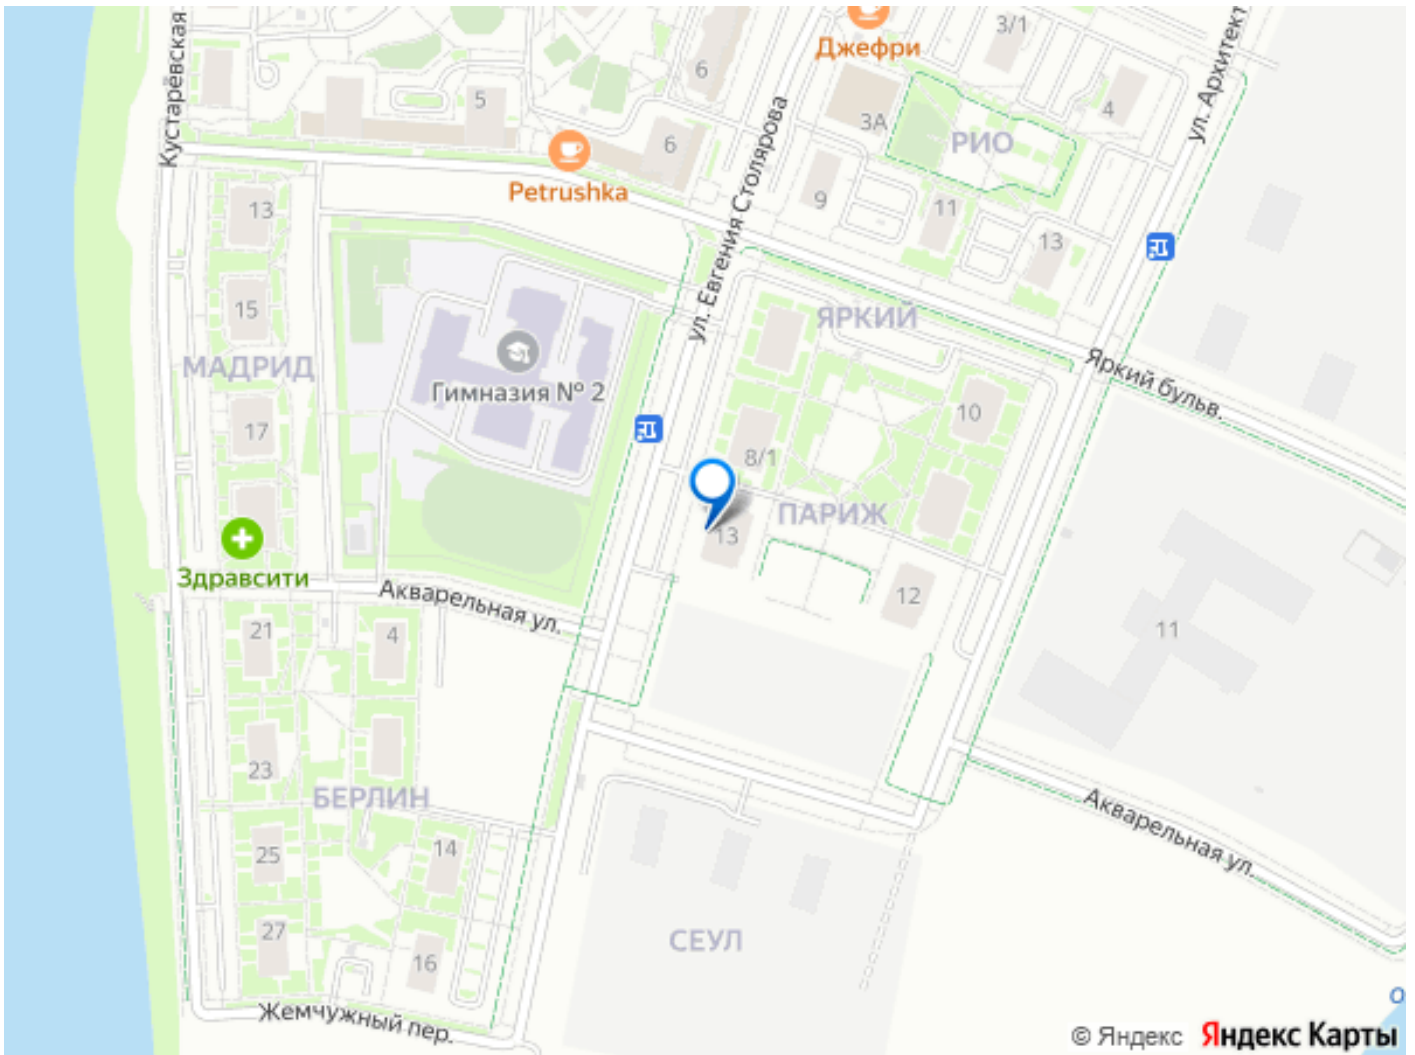 Кустарёвская
Джефри
3/1
ул. Архитект
6
5
4
3А
РИО
6
Petrushka
ул. Евгения Столярова
9
11
13
13
15
ЯРКИЙ
МАДРИД
Гимназия № 2
Яркий бульв.
10
17
8/1
ПАРИЖ
13
Здравсити
Акварельная ул.
12
11
21
4
23
БЕРЛИН
Акварельная ул.
25
14
27
СЕУЛ
16
Жемчужный пер.
О
© Яндекс Яндекс Карты